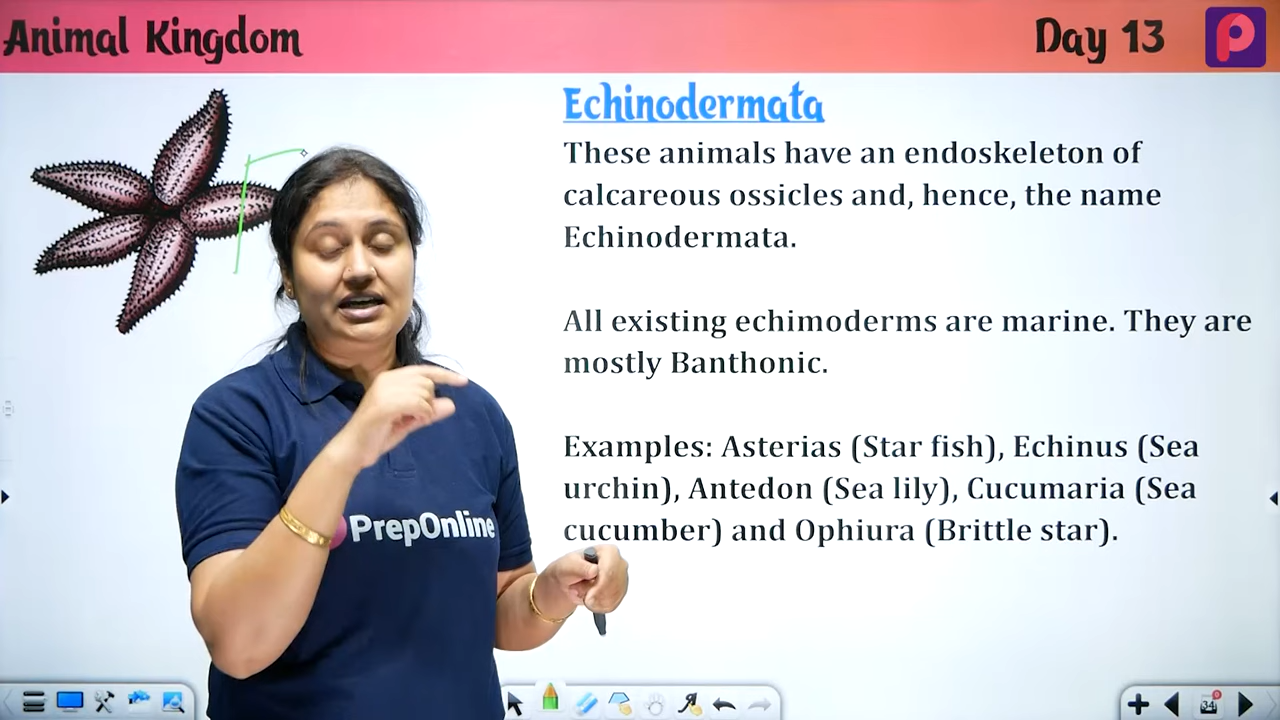 Animal Kingdom
Day 13
Echinodermata
These animals have an endoskeleton of
calcareous ossicles and, hence, the name
Echinodermata.
All existing echimoderms are marine. They are
mostly Banthonic.
Examples: Asterias (Star fish), Echinus (Sea
urchin), Antedon (Sea lily), Cucumaria (Sea
cucumber) and Ophiura (Brittle star).
PrepOnline
34